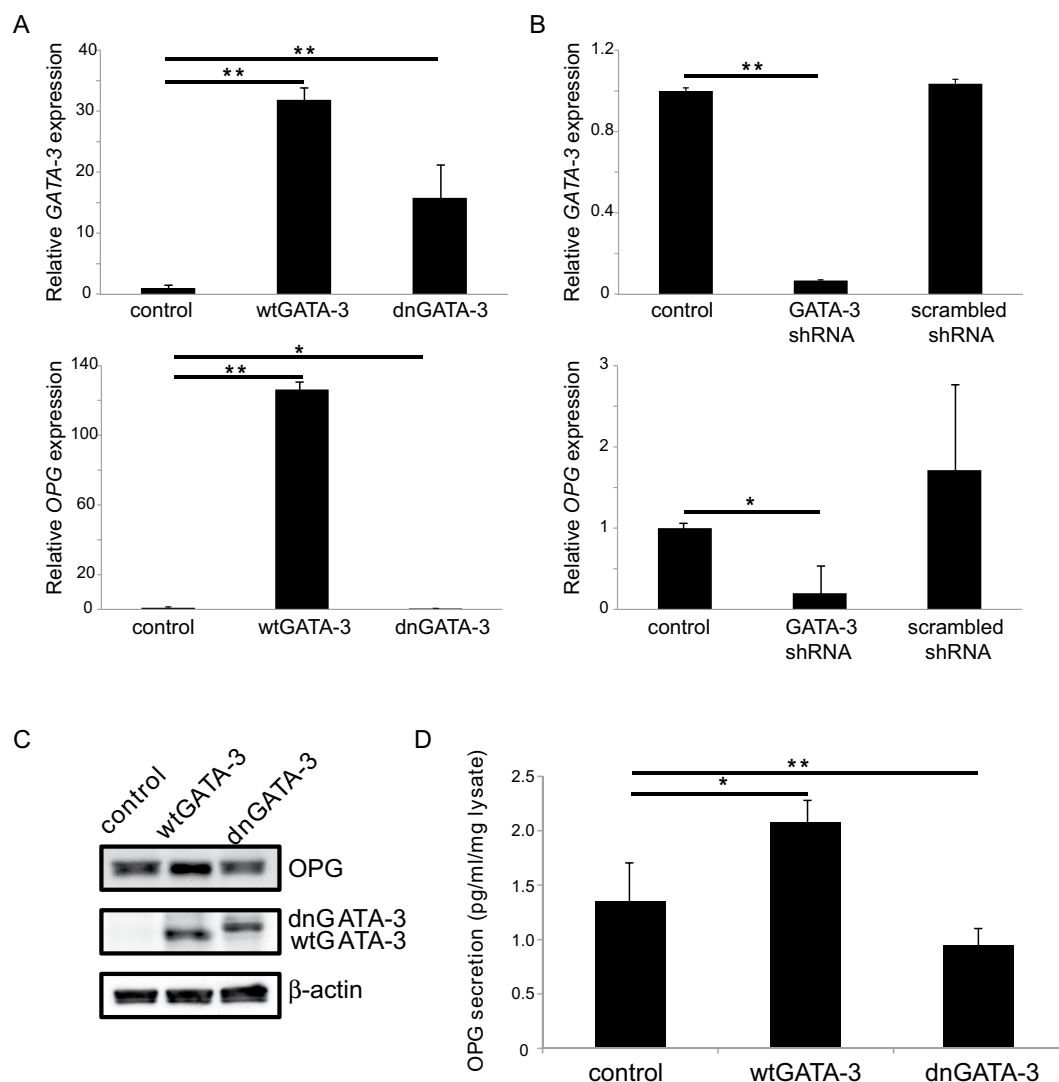 A
Relative GATA-3 expression
40
30
20
10
0
**
**
control
wtGATA-3
dnGATA-3
Relative OPG expression
140
100
60
20
0
*
**
control
wtGATA-3
dnGATA-3
B
Relative GATA-3 expression
1.2
0.8
0.4
0
**
control
GATA-3
shRNA
scrambled
shRNA
Relative OPG expression
3
2
1
0
*
control
GATA-3
shRNA
scrambled
shRNA
C
control
wtGATA-3
dnGATA-3
OPG
dnGATA-3
wtGATA-3
β-actin
D
OPG secretion (pg/ml/mg lysate)
2.5
2.0
1.5
1.0
0.5
0
**
*
control
wtGATA-3
dnGATA-3